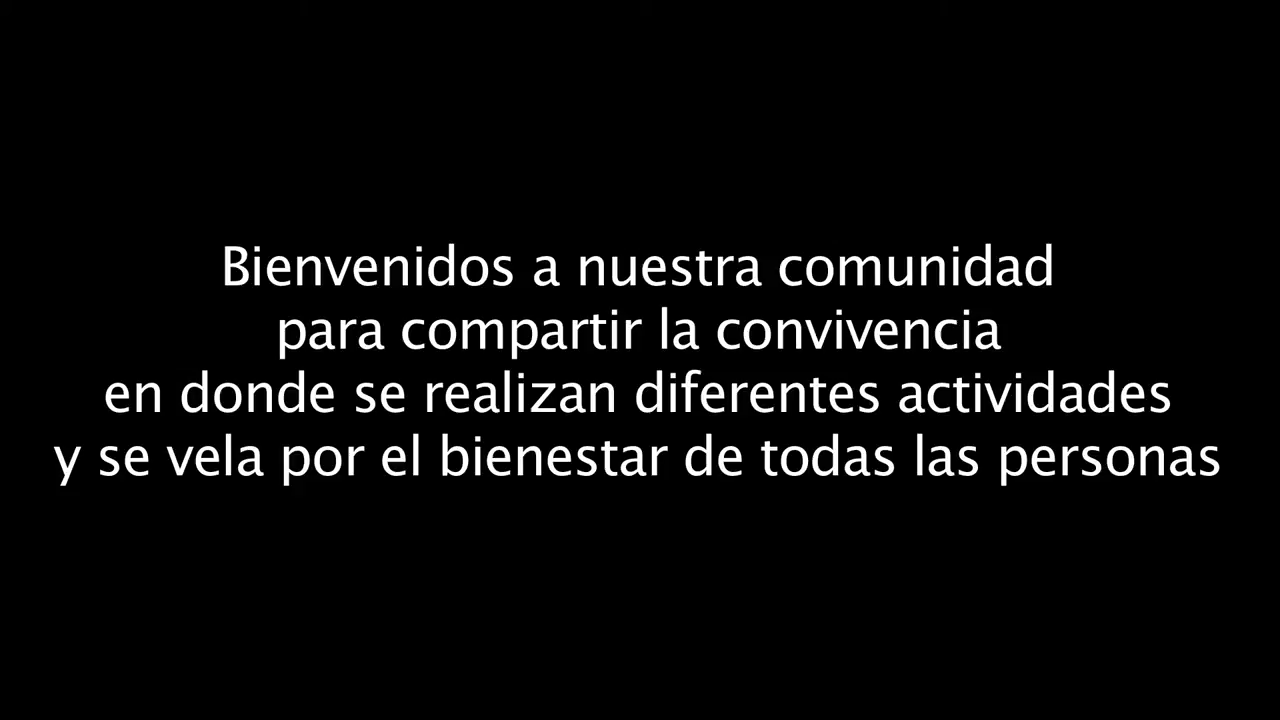 Bienvenidos a nuestra comunidad
para compartir la convivencia
en donde se realizan diferentes actividades
y se vela por el bienestar de todas las personas